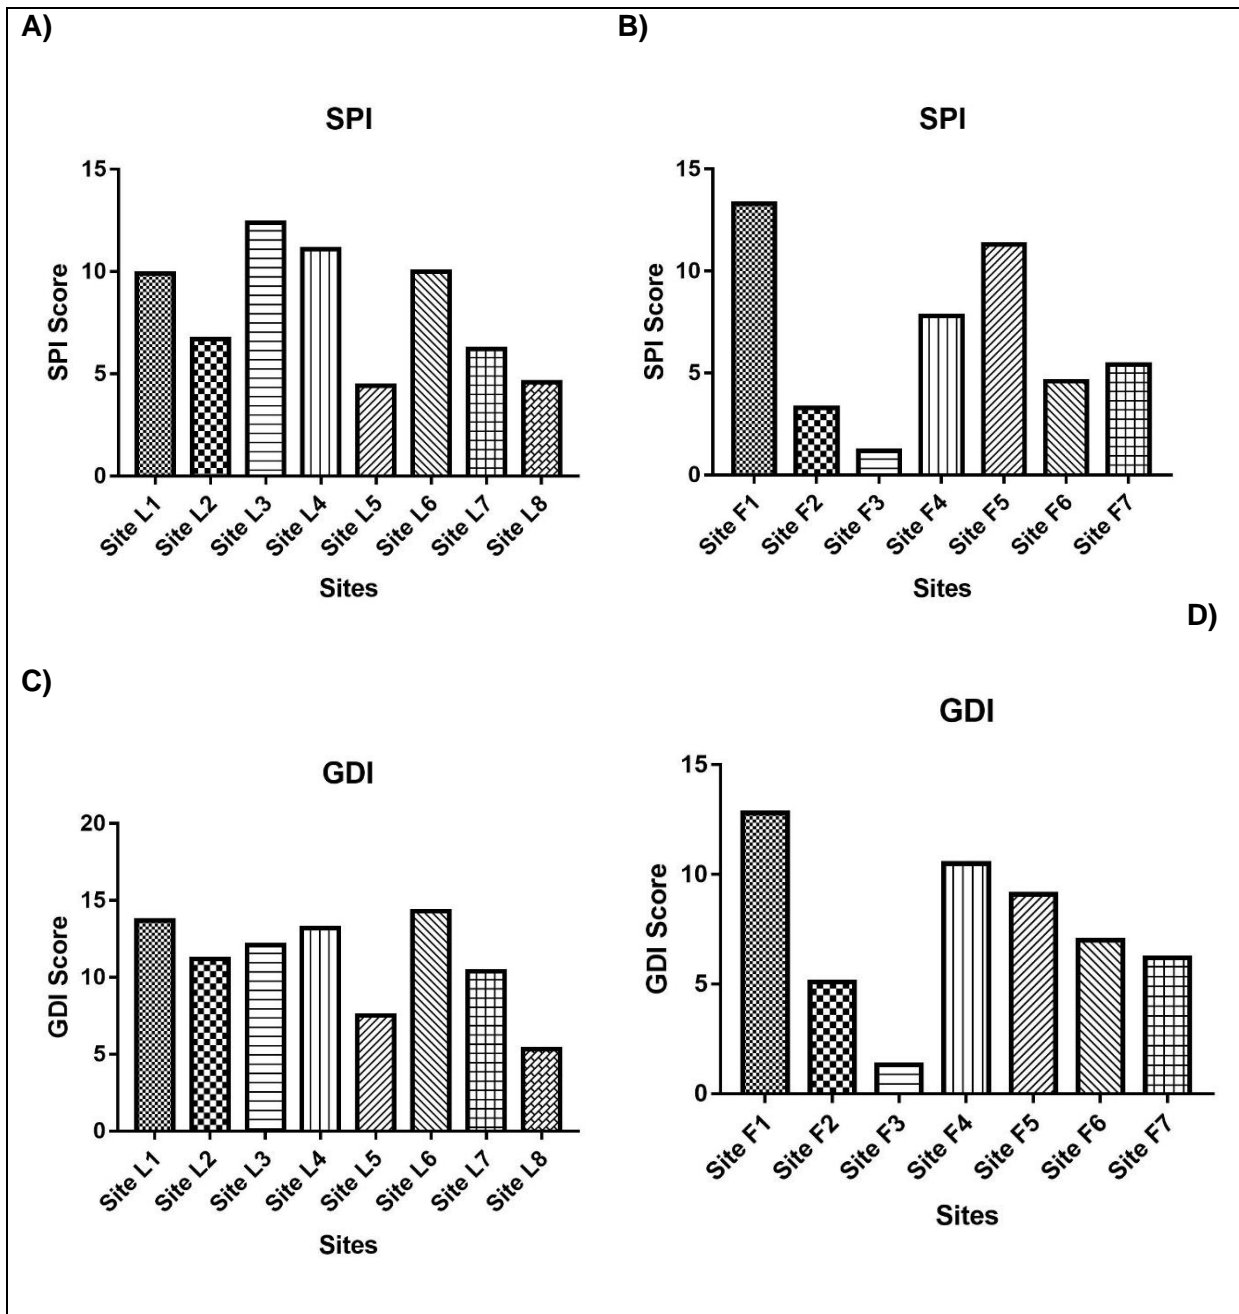 A)
SPI
15
10
5
0
SPI Score
Site L1
Site L2
Site L3
Site L4
Site L5
Site L6
Site L7
Site L8
Sites
B)
SPI
15
10
5
0
SPI Score
Site F1
Site F2
Site F3
Site F4
Site F5
Site F6
Site F7
Sites
C)
GDI
20
15
10
5
0
GDI Score
Site L1
Site L2
Site L3
Site L4
Site L5
Site L6
Site L7
Site L8
Sites
D)
GDI
15
10
5
0
GDI Score
Site F1
Site F2
Site F3
Site F4
Site F5
Site F6
Site F7
Sites